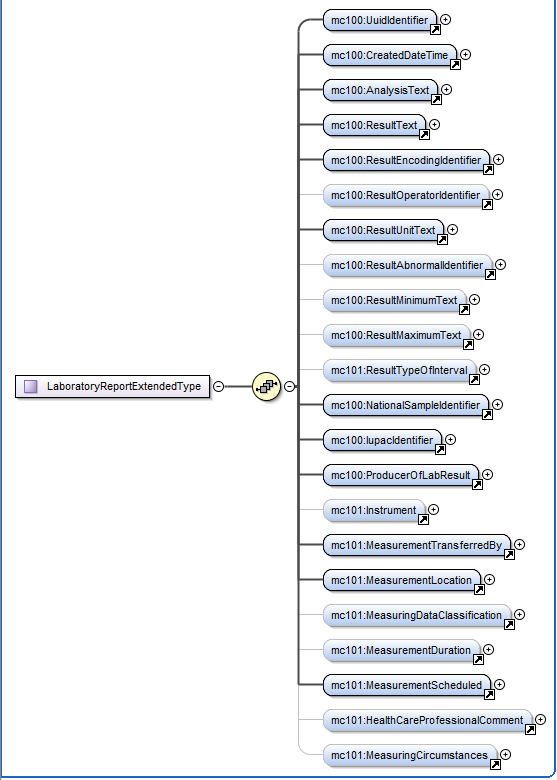 mc100:UuidIdentifier
mc100:CreatedDateTime
mc100:AnalysisText
mc100:ResultText
mc100:ResultEncodingIdentifier
mc100:ResultOperatorIdentifier
mc100:ResultUnitText
mc100:ResultAbnormalIdentifier
mc100:ResultMinimumText
mc100:ResultMaximumText
mc101:ResultTypeOfInterval
LaboratoryReportExtendedType
mc100:NationalSampleIdentifier
mc100:IupacIdentifier
mc100:ProducerOfLabResult
mc101:Instrument
mc101:MeasurementTransferredBy
mc101:MeasurementLocation
mc101:MeasuringDataClassification
mc101:MeasurementDuration
mc101:MeasurementScheduled
mc101:HealthCareProfessionalComment
mc101:MeasuringCircumstances